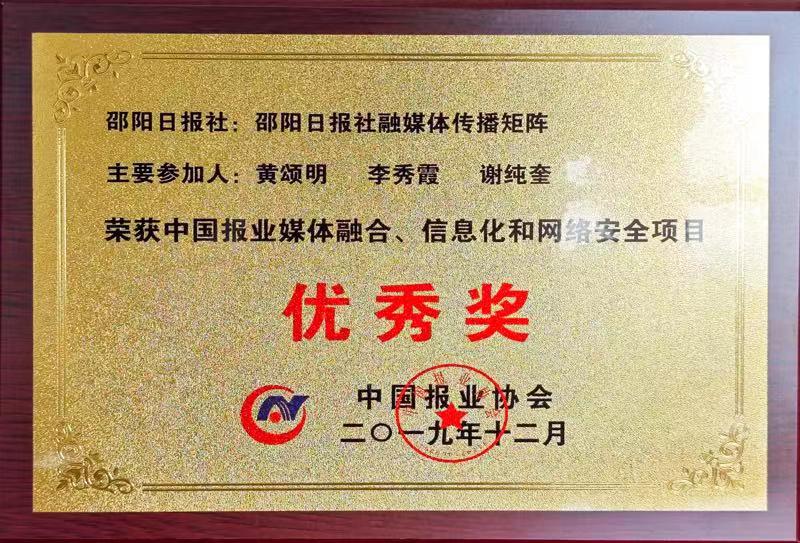 邵阳日报社：邵阳日报社融媒体传播矩阵
主要参加人：黄颂明 李秀霞 谢纯奎
荣获中国报业媒体融合、信息化和网络安全项目
优秀奖
中国报业协会
二〇一九年十二月